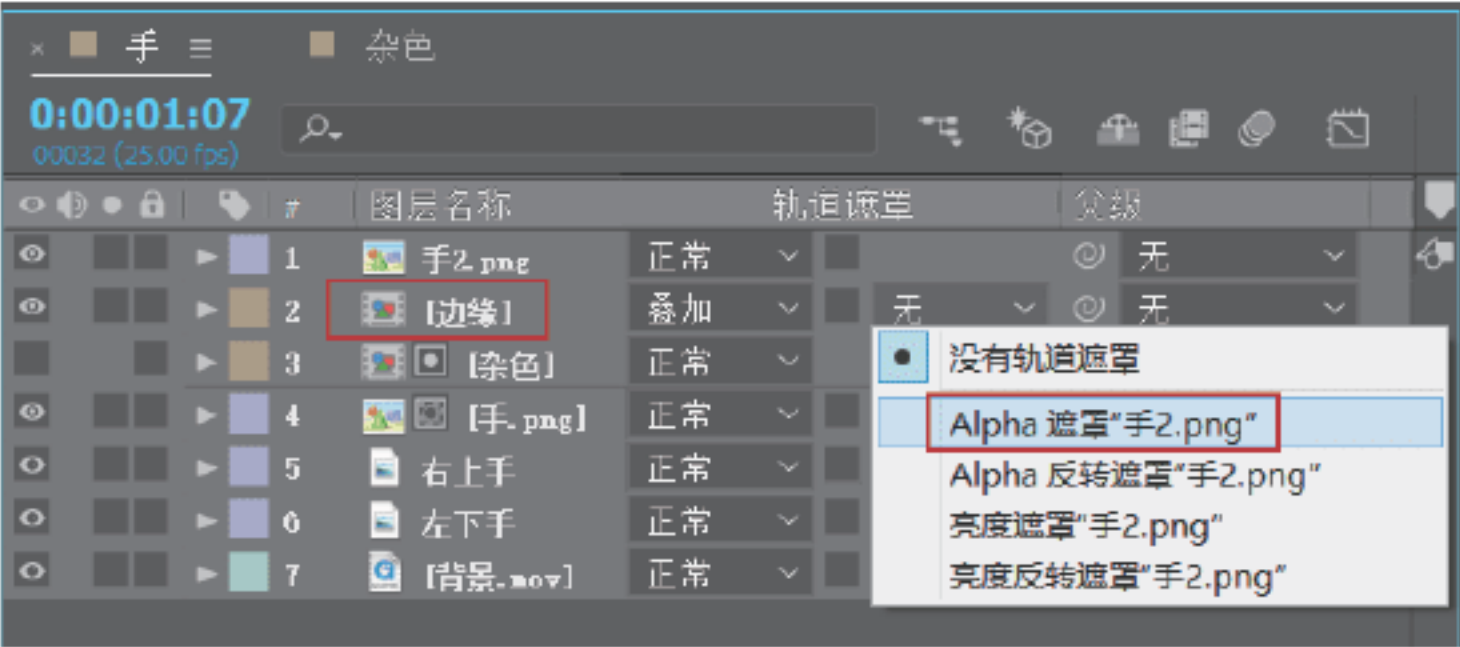 手 杂色
0:00:01:07
00032 (25.00 fps)
# 图层名称 轨道遮罩 父级
1 手2.png 正常 无
2 [边缘] 叠加 无 无
3 [杂色] 正常
没有轨道遮罩
4 [手.png] 正常
Alpha 遮罩"手2.png"
5 右上手 正常
Alpha 反转遮罩"手2.png"
6 左下手 正常
亮度遮罩"手2.png"
7 [背景.mov] 正常
亮度反转遮罩"手2.png"